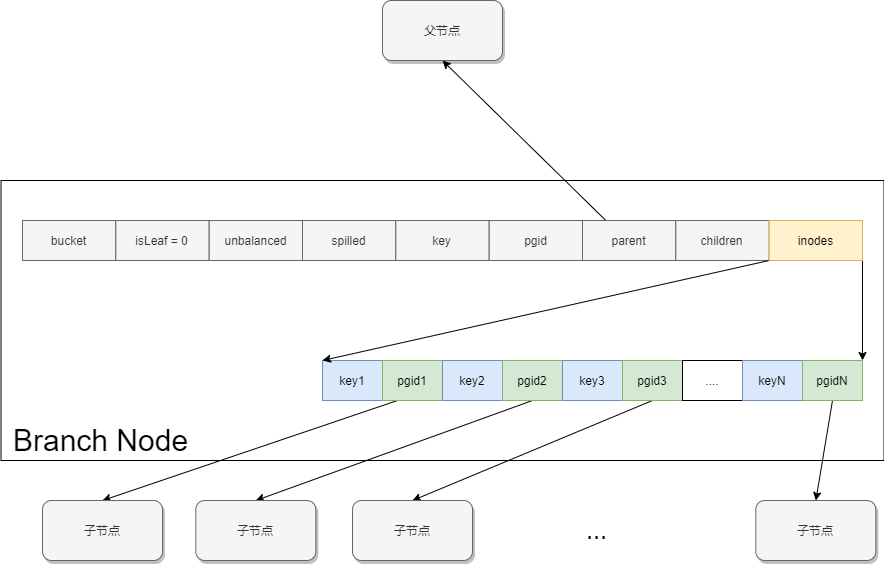 父节点
bucket isLeaf = 0 unbalanced spilled key pgid parent children inodes
key1 pgid1 key2 pgid2 key3 pgid3 .... keyN pgidN
Branch Node
子节点 子节点 子节点 ... 子节点